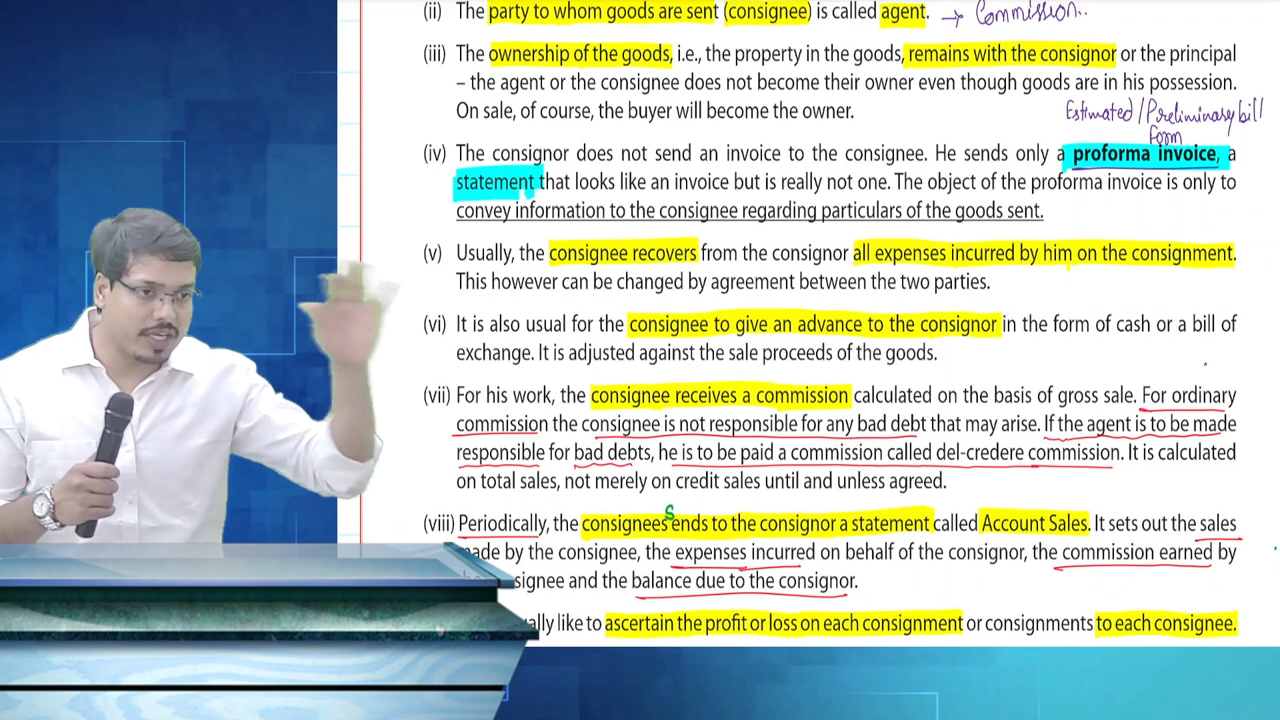 (ii) The party to whom goods are sent (consignee) is called agent. → Commission..
(iii) The ownership of the goods, i.e., the property in the goods, remains with the consignor or the principal
– the agent or the consignee does not become their owner even though goods are in his possession.
On sale, of course, the buyer will become the owner.
Estimated/Preliminary bill
form
(iv) The consignor does not send an invoice to the consignee. He sends only a proforma invoice, a
statement that looks like an invoice but is really not one. The object of the proforma invoice is only to
convey information to the consignee regarding particulars of the goods sent.
(v) Usually, the consignee recovers from the consignor all expenses incurred by him on the consignment.
This however can be changed by agreement between the two parties.
(vi) It is also usual for the consignee to give an advance to the consignor in the form of cash or a bill of
exchange. It is adjusted against the sale proceeds of the goods.
(vii) For his work, the consignee receives a commission calculated on the basis of gross sale. For ordinary
commission the consignee is not responsible for any bad debt that may arise. If the agent is to be made
responsible for bad debts, he is to be paid a commission called del-credere commission. It is calculated
on total sales, not merely on credit sales until and unless agreed.
S
(viii) Periodically, the consignees ends to the consignor a statement called Account Sales. It sets out the sales
ade by the consignee, the expenses incurred on behalf of the consignor, the commission earned by
signee and the balance due to the consignor.
ally like to ascertain the profit or loss on each consignment or consignments to each consignee.